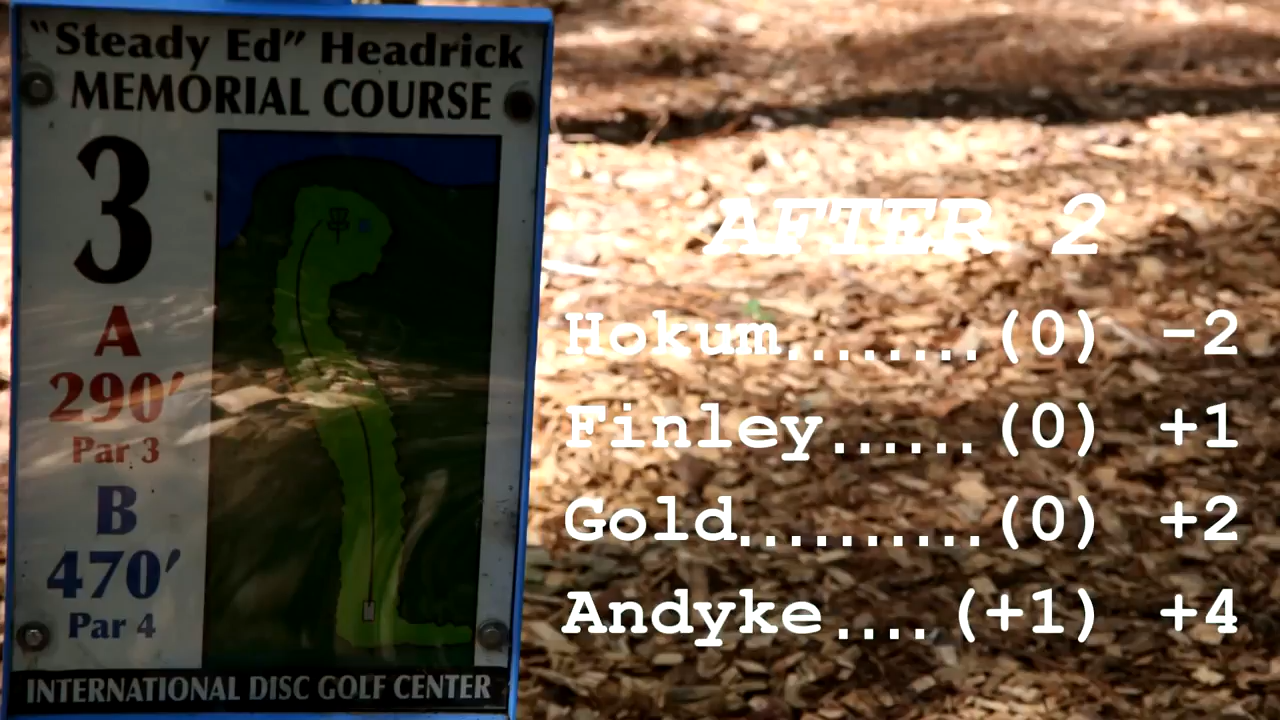 “Steady Ed” Headrick
MEMORIAL COURSE
3
A
290′
Par 3
B
470′
Par 4
INTERNATIONAL DISC GOLF CENTER
AFTER 2
Hokum........(0) -2
Finley......(0) +1
Gold..........(0) +2
Andyke....(+1) +4